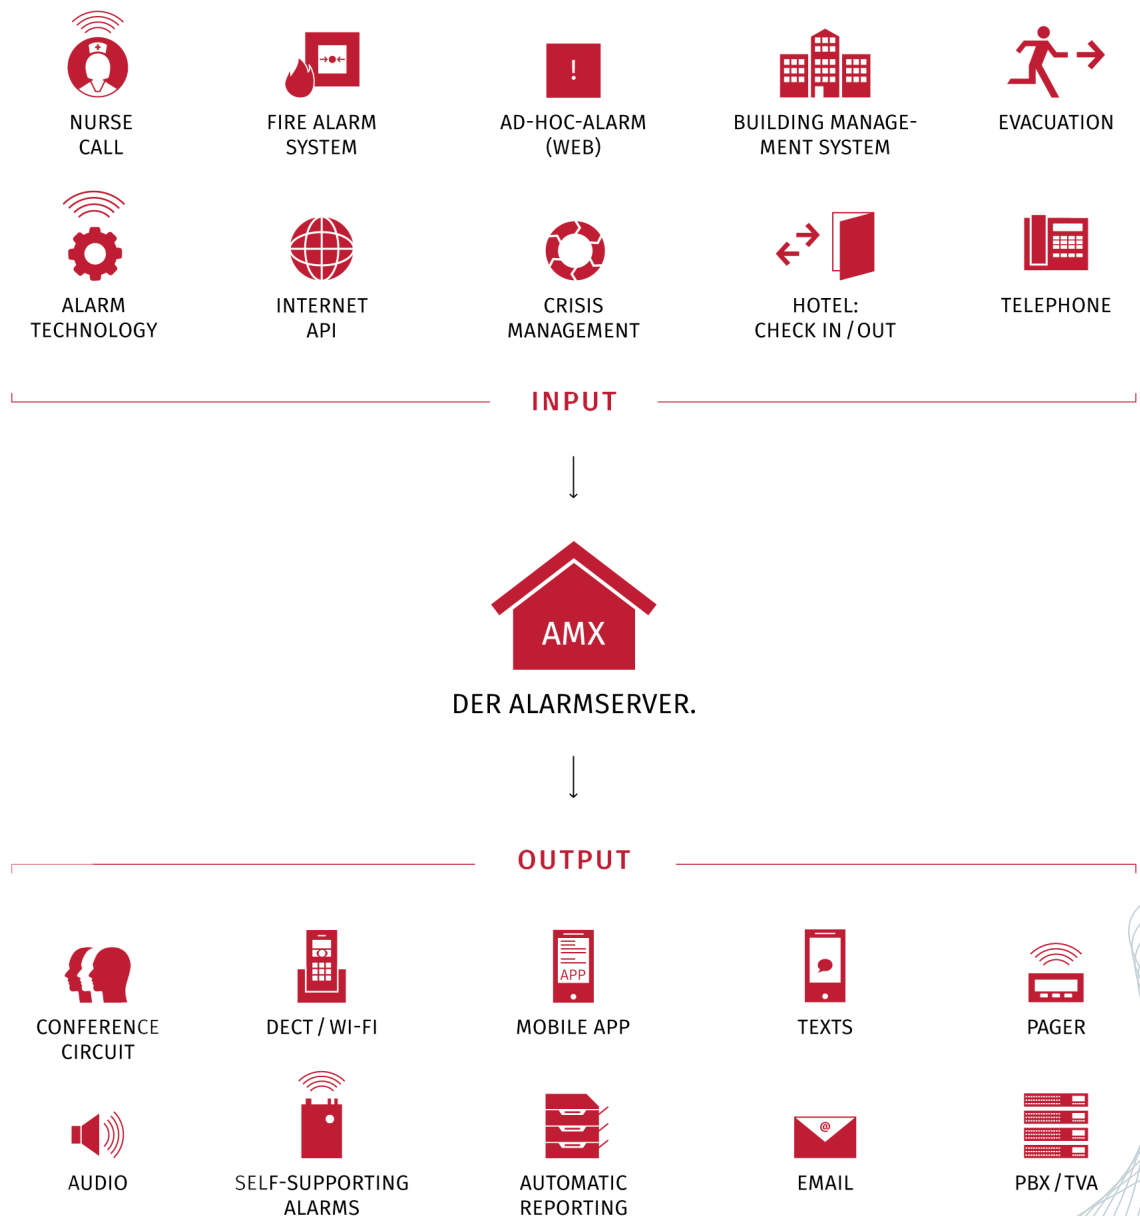 NURSE
CALL
FIRE ALARM
SYSTEM
!
AD-HOC-ALARM
(WEB)
BUILDING MANAGE-
MENT SYSTEM
EVACUATION
ALARM
TECHNOLOGY
INTERNET
API
CRISIS
MANAGEMENT
HOTEL:
CHECK IN / OUT
TELEPHONE
INPUT
AMX
DER ALARMSERVER.
OUTPUT
CONFERENCE
CIRCUIT
DECT / WI-FI
APP
MOBILE APP
TEXTS
PAGER
AUDIO
SELF-SUPPORTING
ALARMS
AUTOMATIC
REPORTING
@
EMAIL
PBX / TVA